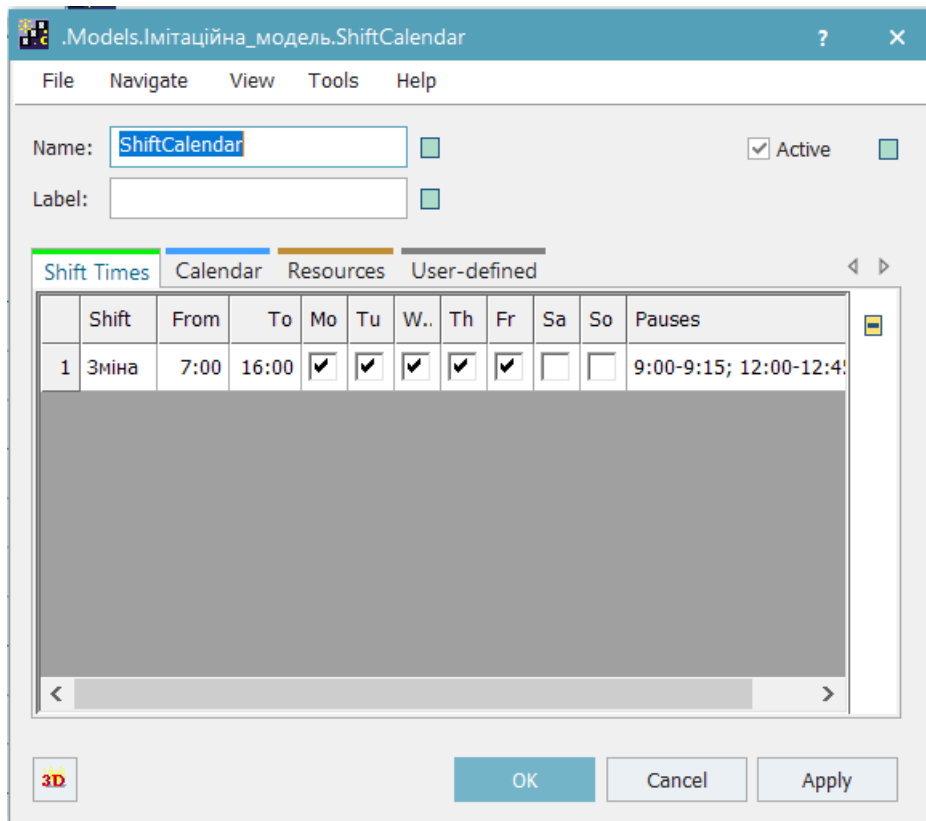 .Models.Імітаційна_модель.ShiftCalendar ? ×
File Navigate View Tools Help
Name: ShiftCalendar Active
Label:
Shift Times Calendar Resources User-defined
Shift From To Mo Tu W.. Th Fr Sa So Pauses
1 Зміна 7:00 16:00 9:00-9:15; 12:00-12:45
3D OK Cancel Apply